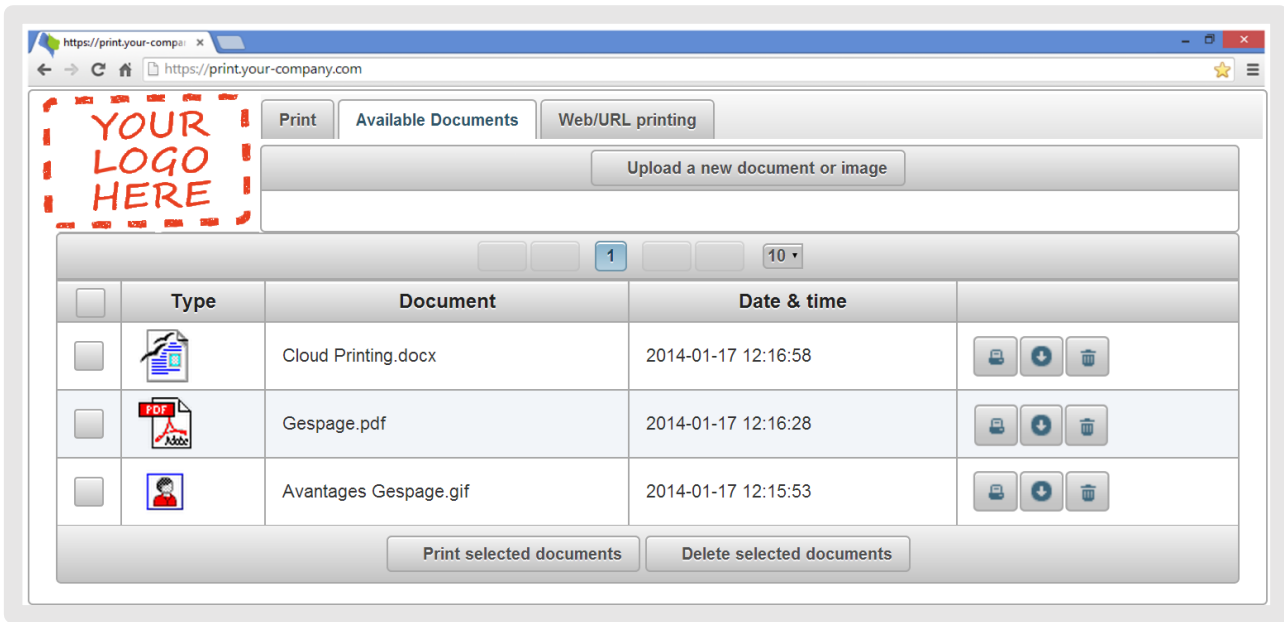 https://print.your-compa
https://print.your-company.com
YOUR
LOGO
HERE
Print Available Documents Web/URL printing
Upload a new document or image
1 10
Type Document Date & time
Cloud Printing.docx 2014-01-17 12:16:58
PDF
Adobe
Gespage.pdf 2014-01-17 12:16:28
Avantages Gespage.gif 2014-01-17 12:15:53
Print selected documents Delete selected documents